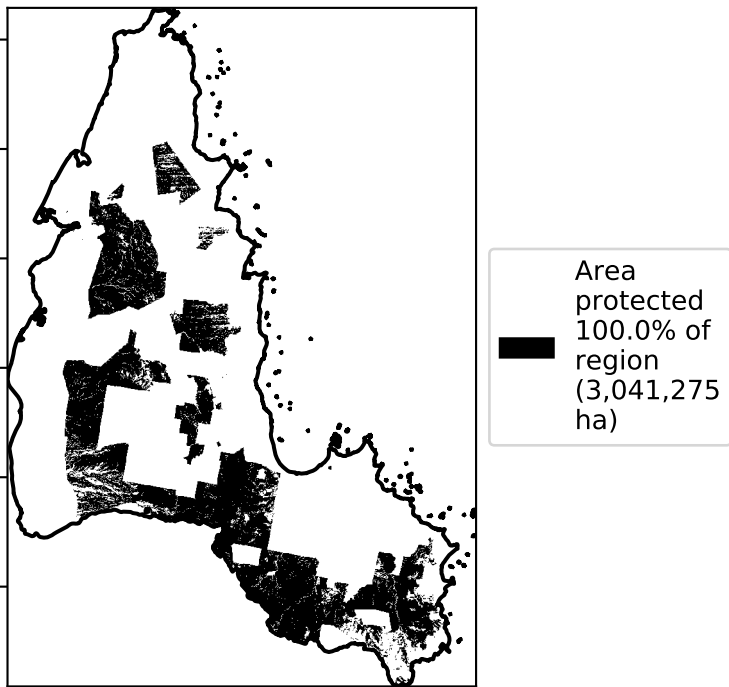 Area
protected
100.0% of
region
(3,041,275
ha)